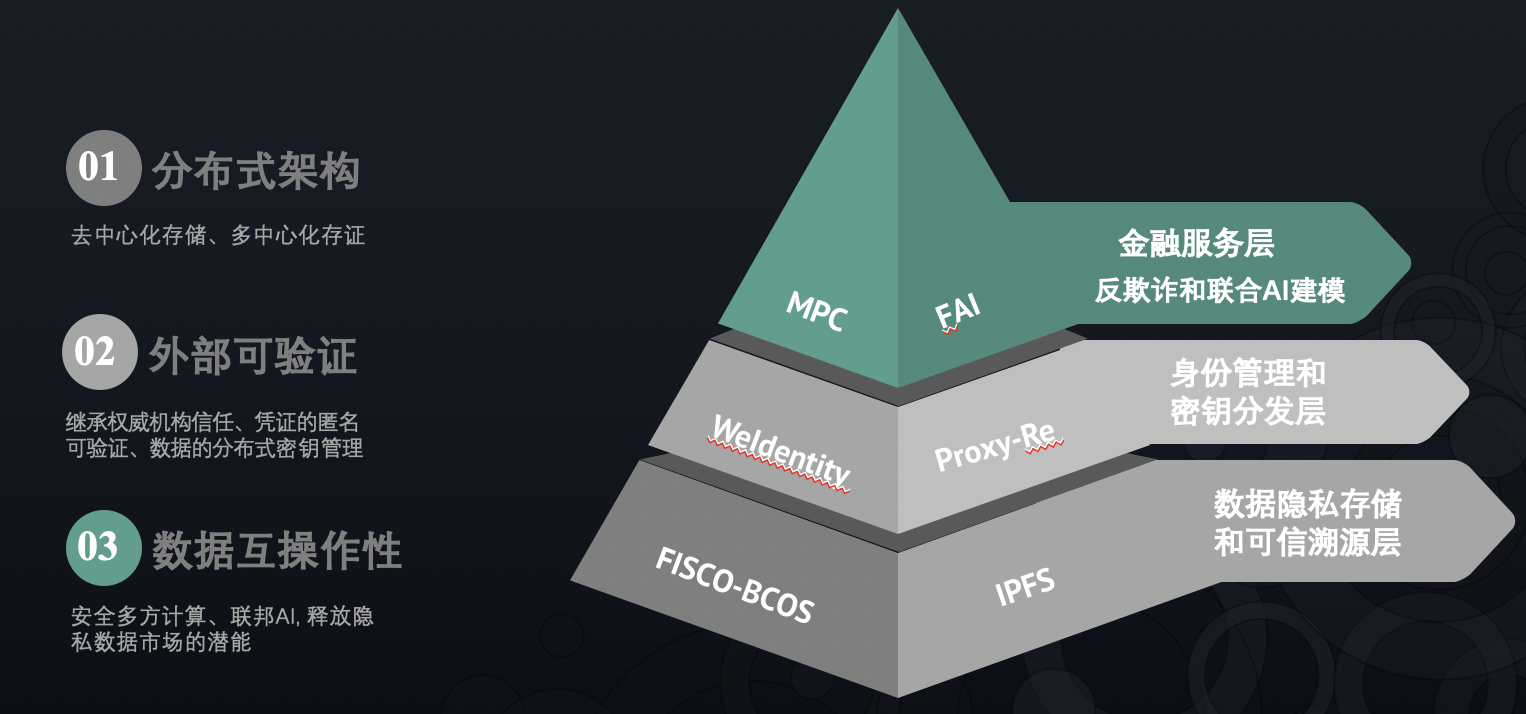 01 分布式架构
去中心化存储、多中心化存证
02 外部可验证
继承权威机构信任、凭证的匿名
可验证、数据的分布式密钥管理
03 数据互操作性
安全多方计算、联邦AI, 释放隐
私数据市场的潜能
MPC
FAI
金融服务层
反欺诈和联合AI建模
WeIdentity
Proxy-Re
身份管理和
密钥分发层
FISCO-BCOS
IPFS
数据隐私存储
和可信溯源层